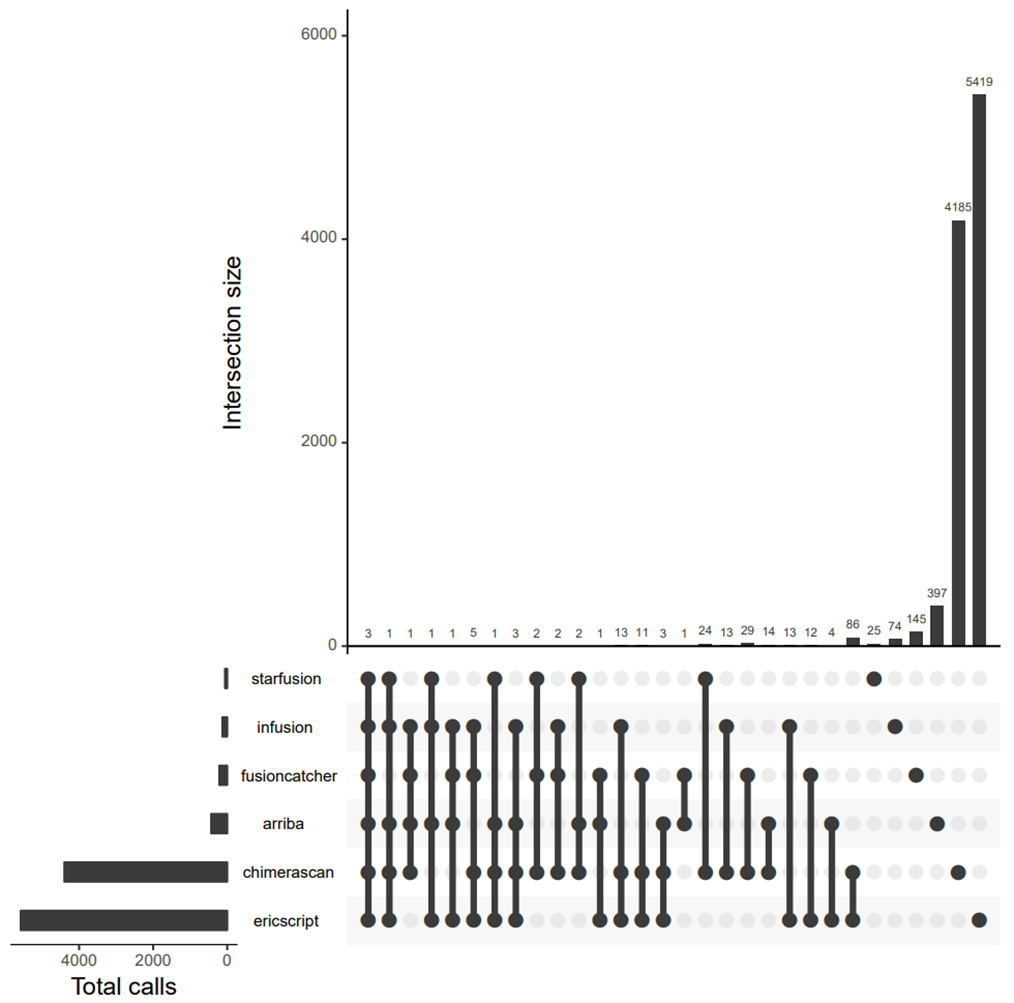 6000
5419
4185
4000
Intersection size
2000
397
145
86 25 74
3 1 1 1 1 5 1 3 2 2 2 1 13 11 3 1 24 13 29 14 13 12 4
0
starfusion
infusion
fusioncatcher
arriba
chimerascan
ericscript
4000 2000 0
Total calls